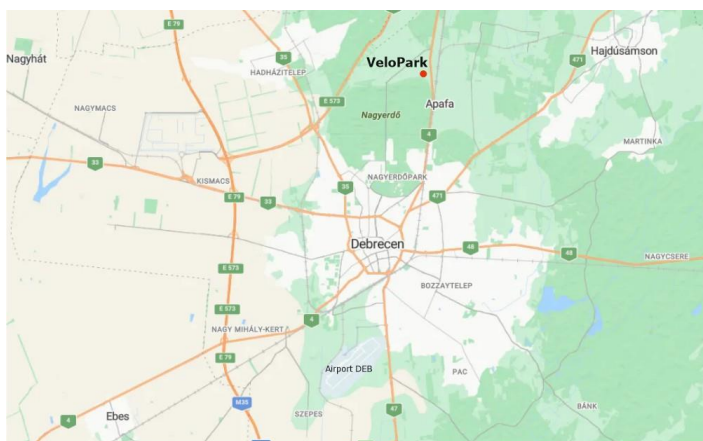 E 79
4
471
Hajdúsámson
Nagyhát
35
VeloPark
HADHÁZITELEP
E 573
Apafa
NAGYMACS
Nagyerdő
4
MARTINKA
33
KISMACS
35
NAGYERDŐPARK
E 79
33
471
Debrecen
48
48
NAGYCSERE
E 573
BOZZAYTELEP
E 573
4
NAGY MIHÁLY-KERT
E 79
Airport DEB
PAC
M35
47
BÁNK
Ebes
SZEPES
4